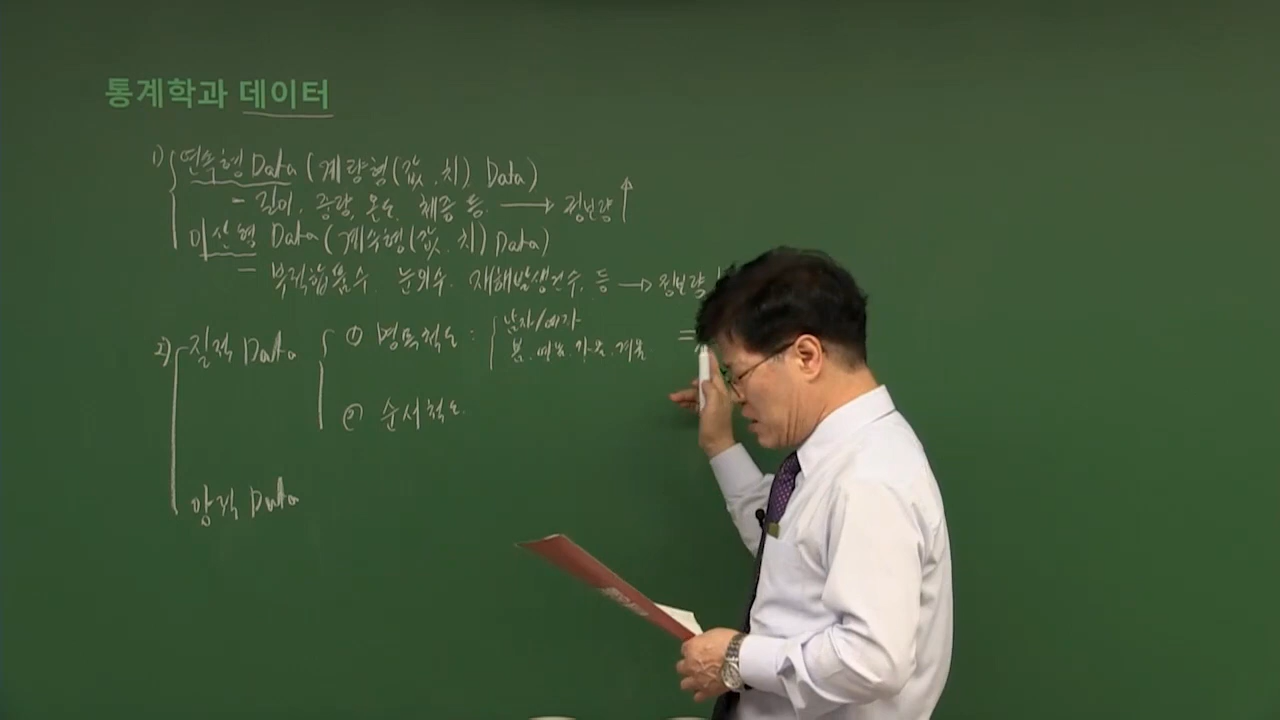 통계학과 데이터
1) 연속형 Data (계량형(값, 치) Data)
- 길이, 중량, 온도, 체중 등 → 정보량 ↑
이산형 Data (계수형(값, 치) Data)
- 부적합품수, 눈의수, 재해발생건수, 등 → 정보량
2) 질적 Data ① 명목척도 : 남자/여자
봄, 여름, 가을, 겨울 =
② 순서척도
양적 Data